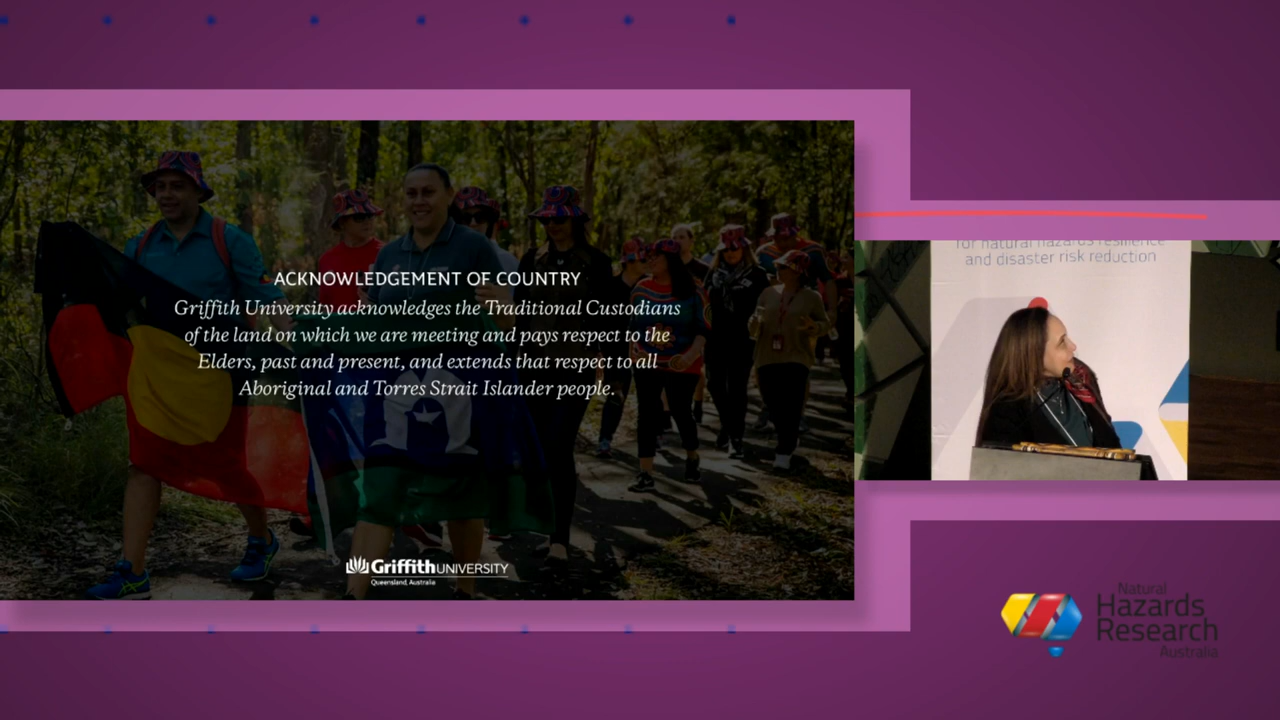 ACKNOWLEDGEMENT OF COUNTRY
Griffith University acknowledges the Traditional Custodians
of the land on which we are meeting and pays respect to the
Elders, past and present, and extends that respect to all
Aboriginal and Torres Strait Islander people.
Griffith UNIVERSITY
Queensland, Australia
for natural hazards resilience
and disaster risk reduction
Natural
Hazards
Research
Australia